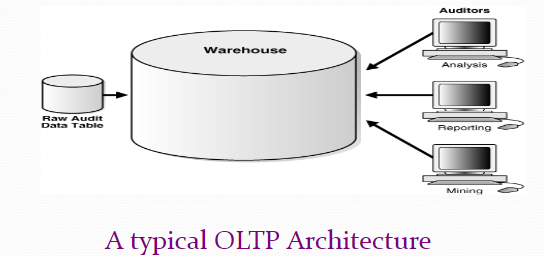 Auditors
Warehouse
Analysis
Raw Audit
Data Table
Reporting
Mining
A typical OLTP Architecture